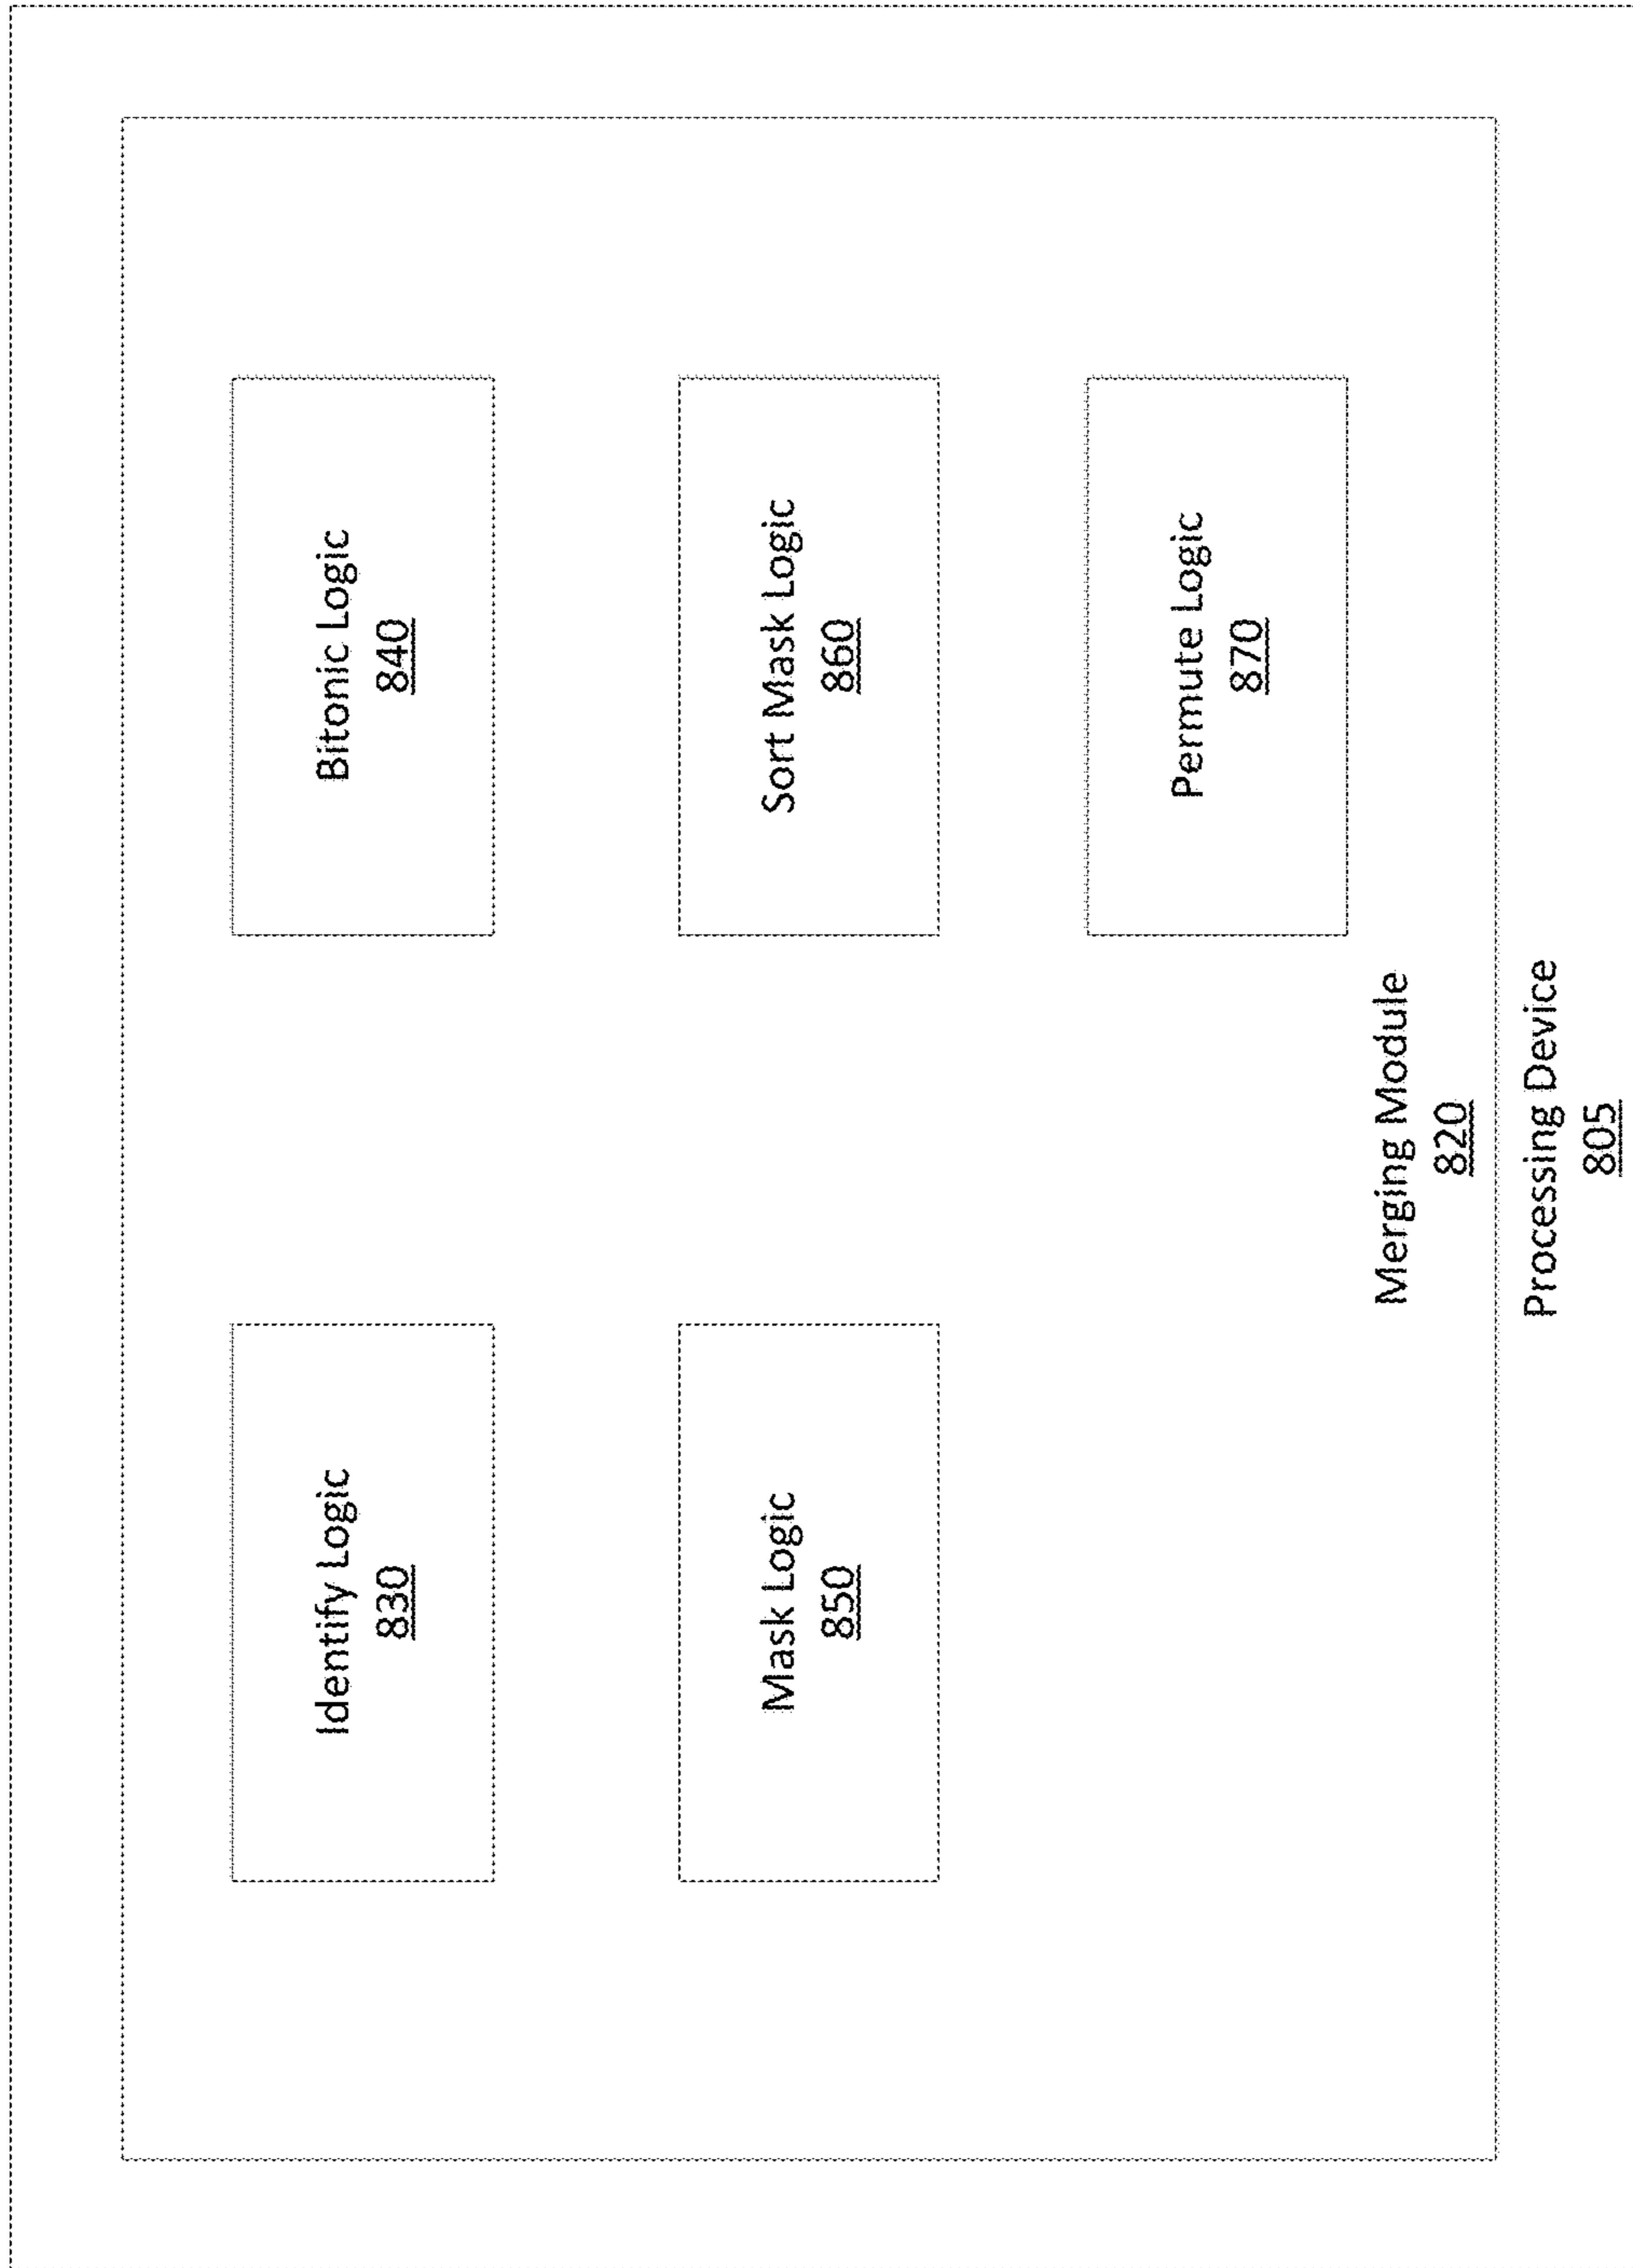 Identify Logic
830
Bitonic Logic
840
Mask Logic
850
Sort Mask Logic
860
Permute Logic
870
Merging Module
820
Processing Device
805